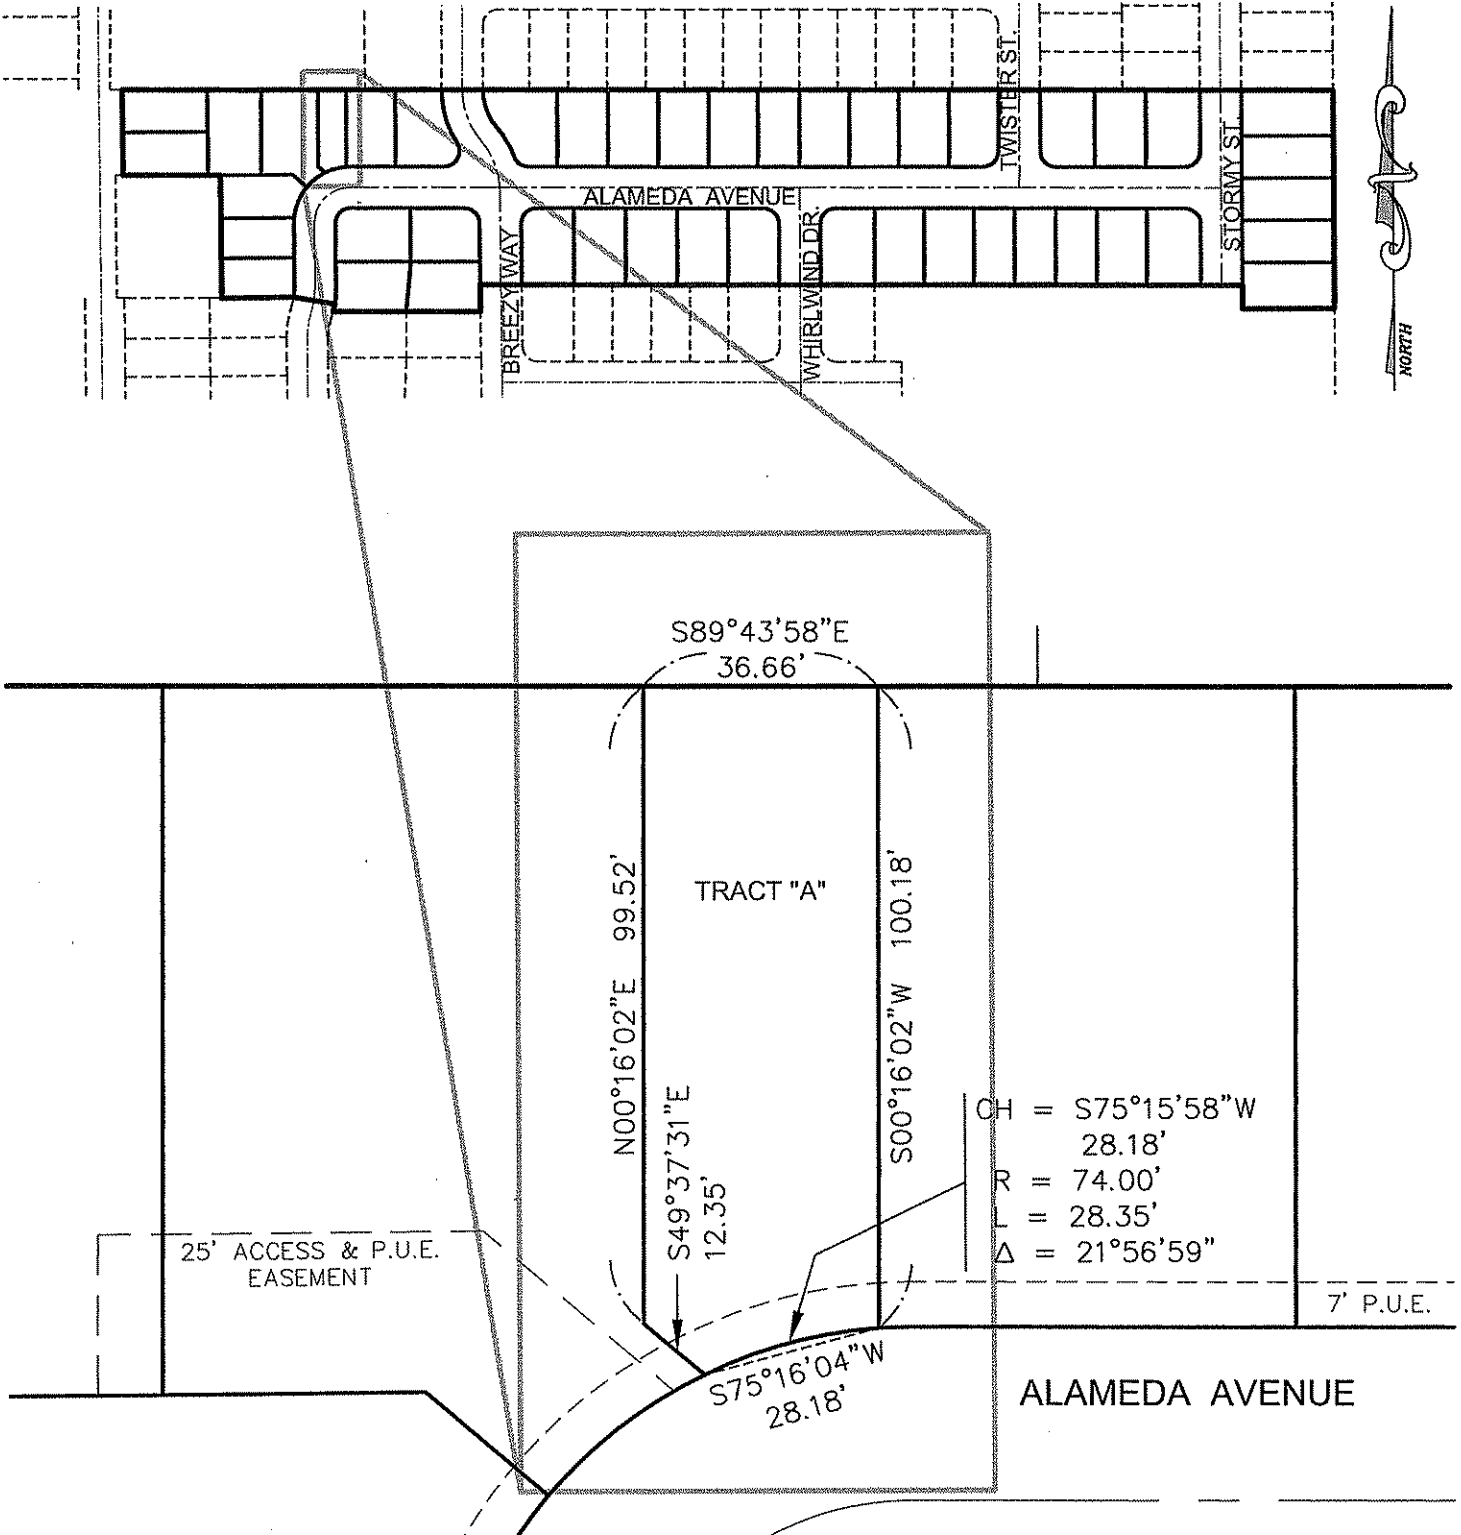 TWISTER ST.
STORMY ST.
ALAMEDA AVENUE
BREEZY WAY
WHIRLWIND DR.
NORTH
S89°43'58"E
36.66'
N00°16'02"E 99.52'
TRACT "A"
S00°16'02"W 100.18'
S49°37'31"E
12.35'
CH = S75°15'58"W
28.18'
R = 74.00'
L = 28.35'
Δ = 21°56'59"
25' ACCESS & P.U.E.
EASEMENT
7' P.U.E.
S75°16'04"W
28.18'
ALAMEDA AVENUE